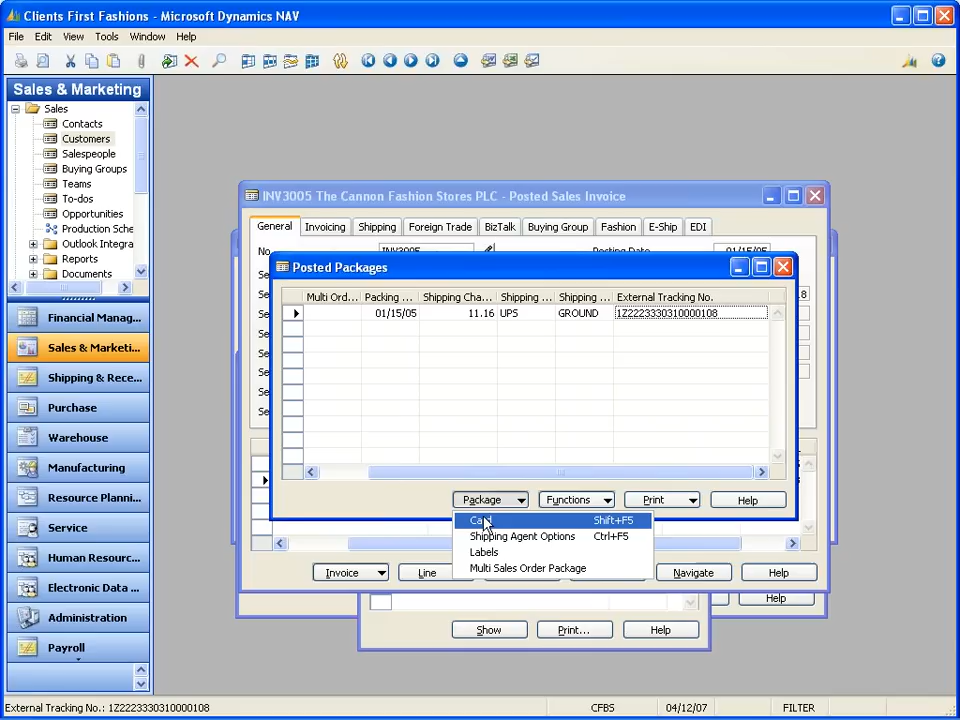 Clients First Fashions - Microsoft Dynamics NAV
File Edit View Tools Window Help
Sales & Marketing
Sales
Contacts
Customers
Salespeople
Buying Groups
Teams
To-dos
Opportunities
Production Sche
Outlook Integra
Reports
Documents
Financial Manag...
Sales & Marketi...
Shipping & Rece...
Purchase
Warehouse
Manufacturing
Resource Planni...
Service
Human Resourc...
Electronic Data ...
Administration
Payroll
INV3005 The Cannon Fashion Stores PLC - Posted Sales Invoice
General Invoicing Shipping Foreign Trade BizTalk Buying Group Fashion E-Ship EDI
No. INV3005 Posting Date 01/15/05
Posted Packages
Multi Ord... Packing ... Shipping Cha... Shipping ... Shipping ... External Tracking No.
01/15/05 11.16 UPS GROUND 1Z2223330310000108
Package Functions Print Help
Card Shift+F5
Shipping Agent Options Ctrl+F5
Labels
Multi Sales Order Package
Invoice Line Navigate Help
Help
Show Print... Help
External Tracking No.: 1Z2223330310000108 CFBS 04/12/07 FILTER